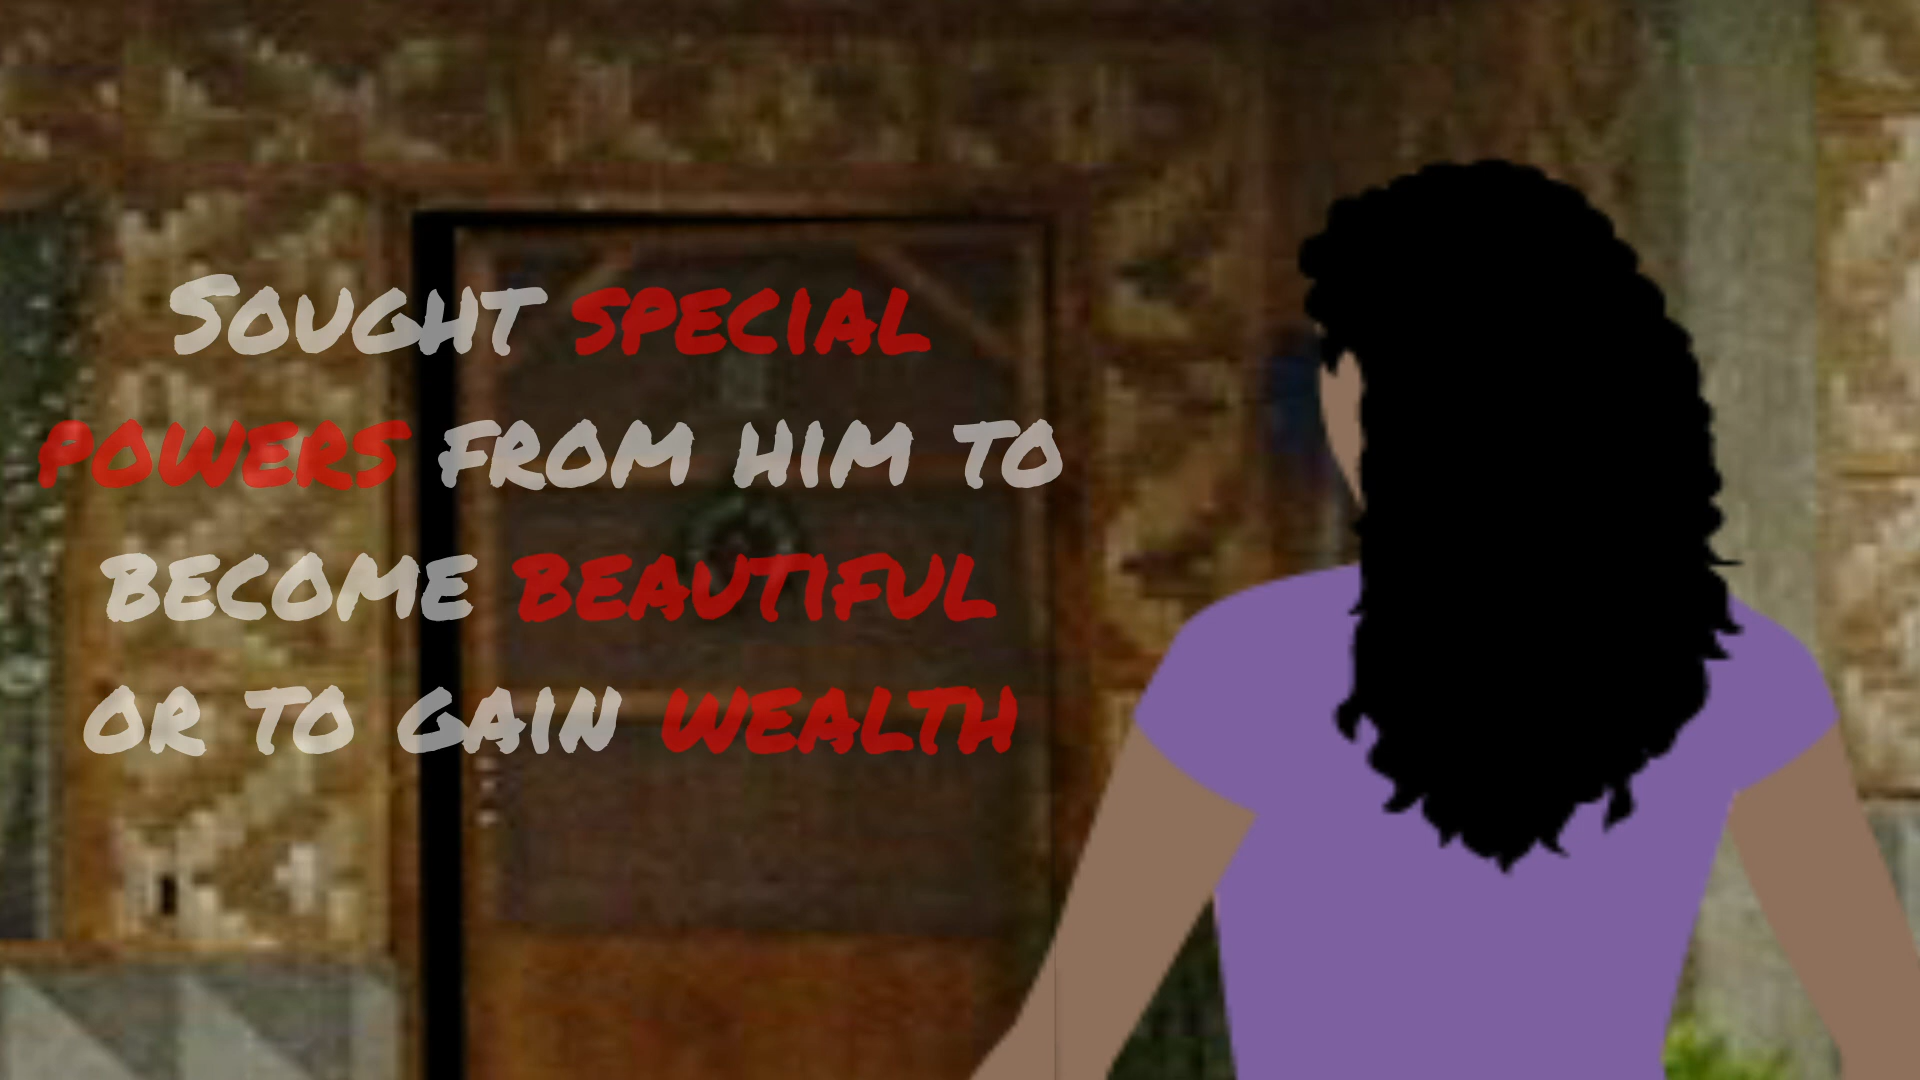 Sought special
powers from him to
become beautiful
or to gain wealth